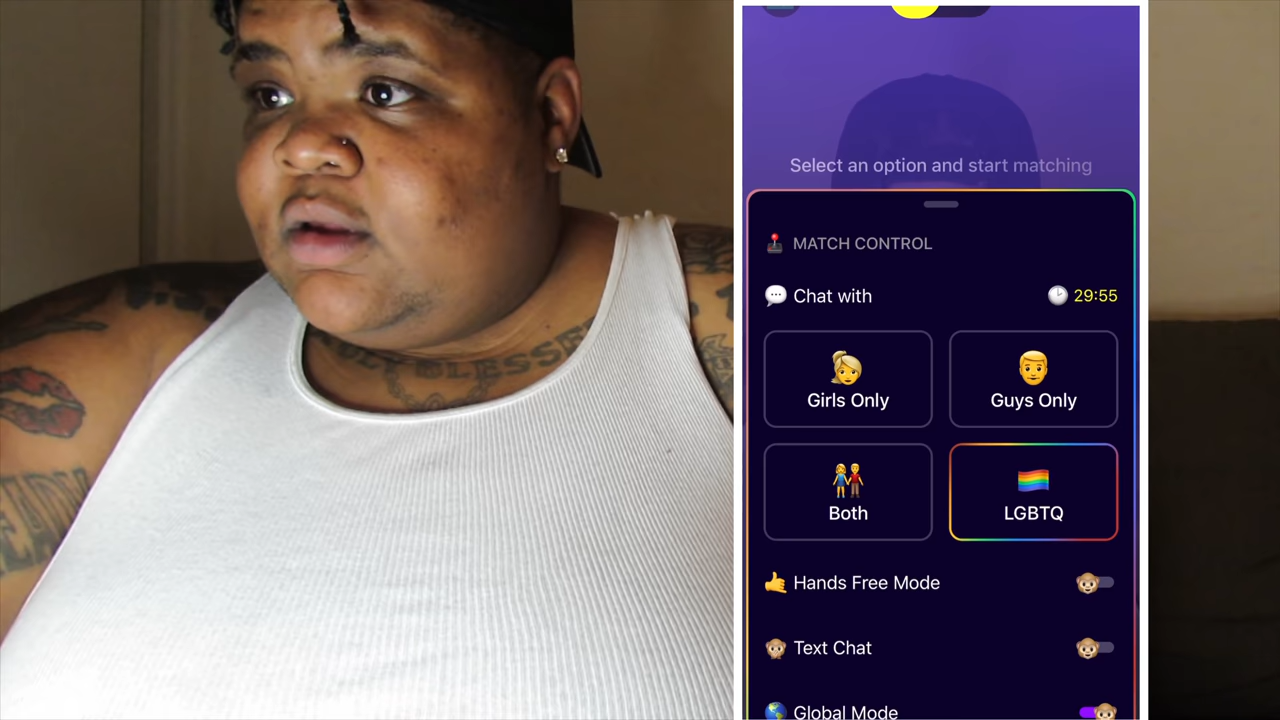 BLESSE
Select an option and start matching
MATCH CONTROL
Chat with
29:55
Girls Only
Guys Only
Both
LGBTQ
Hands Free Mode
Text Chat
Global Mode